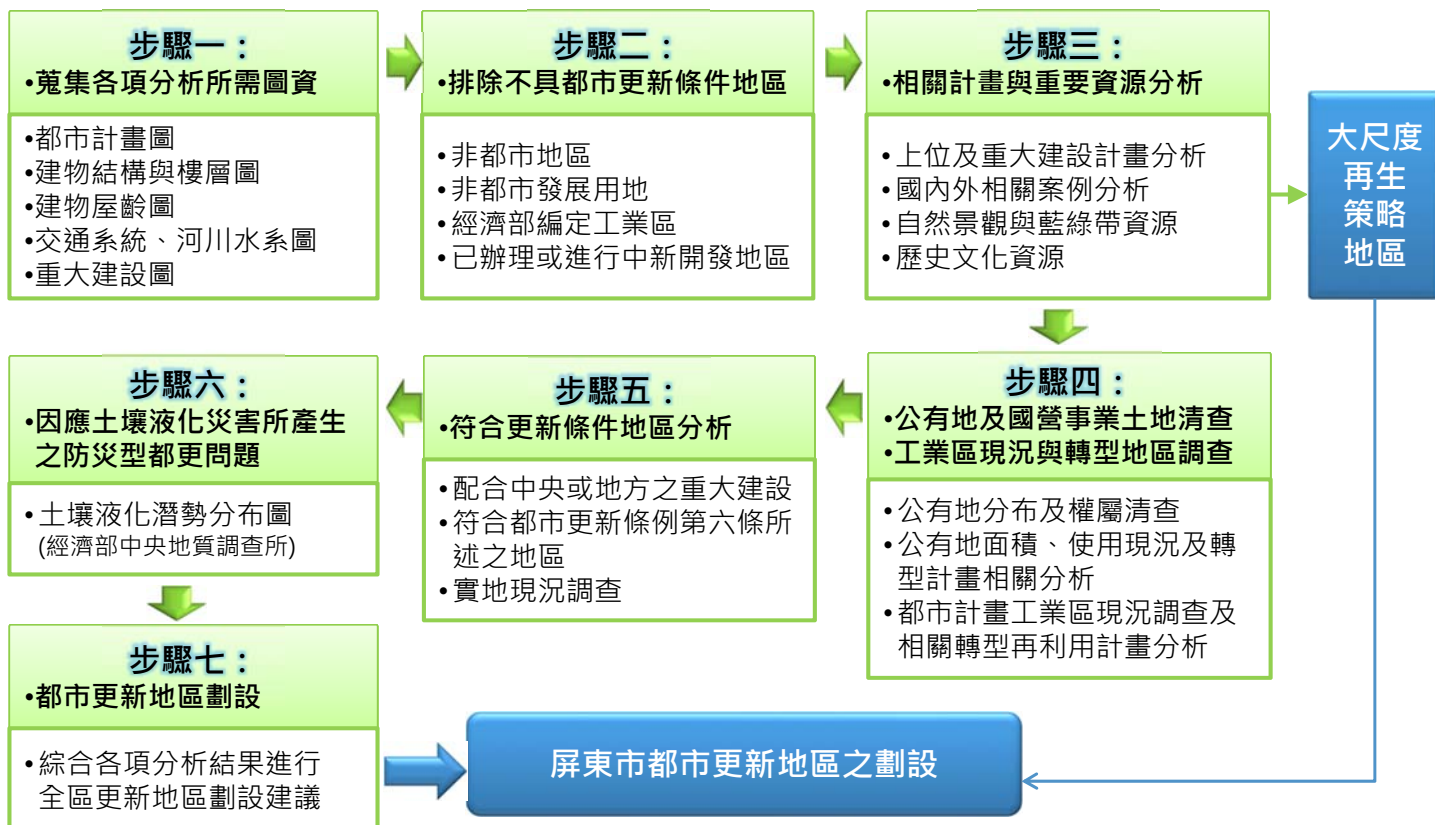 步驟一：
•蒐集各項分析所需圖資
•都市計畫圖
•建物結構與樓層圖
•建物屋齡圖
•交通系統、河川水系圖
•重大建設圖
步驟二：
•排除不具都市更新條件地區
•非都市地區
•非都市發展用地
•經濟部編定工業區
•已辦理或進行中新開發地區
步驟三：
•相關計畫與重要資源分析
•上位及重大建設計畫分析
•國內外相關案例分析
•自然景觀與藍綠帶資源
•歷史文化資源
大尺度
再生
策略
地區
步驟四：
•公有地及國營事業土地清查
•工業區現況與轉型地區調查
•公有地分布及權屬清查
•公有地面積、使用現況及轉
型計畫相關分析
•都市計畫工業區現況調查及
相關轉型再利用計畫分析
步驟五：
•符合更新條件地區分析
•配合中央或地方之重大建設
•符合都市更新條例第六條所
述之地區
•實地現況調查
步驟六：
•因應土壤液化災害所產生
之防災型都更問題
•土壤液化潛勢分布圖
(經濟部中央地質調查所)
步驟七：
•都市更新地區劃設
•綜合各項分析結果進行
全區更新地區劃設建議
屏東市都市更新地區之劃設